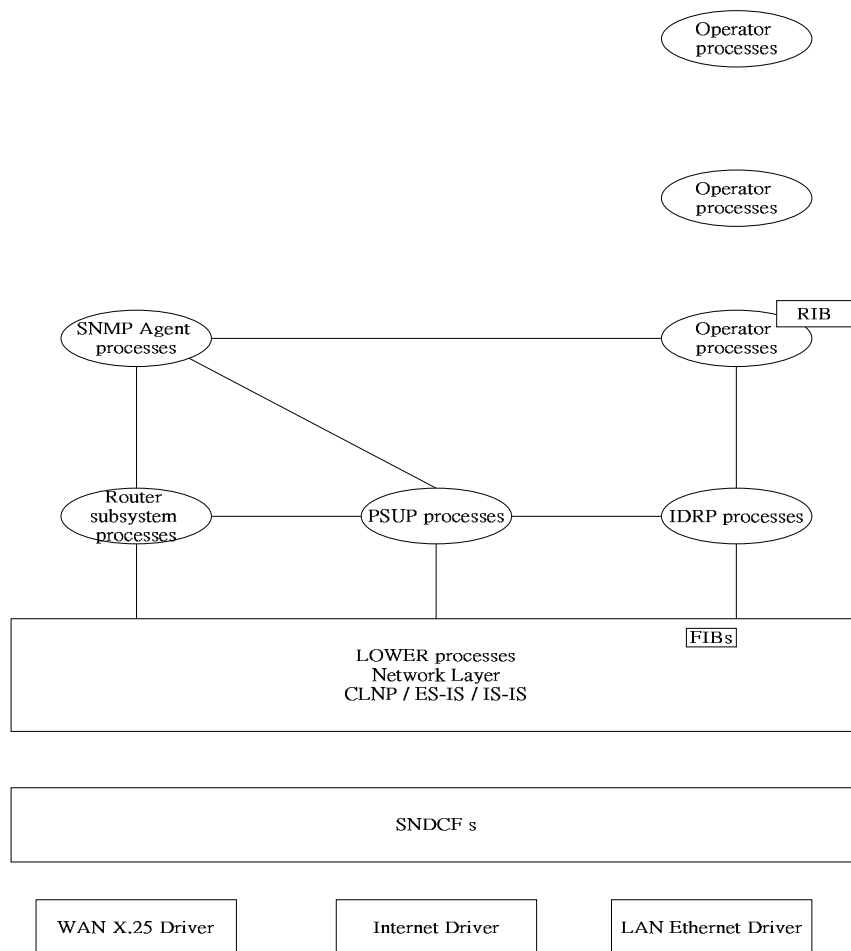 Operator
processes
Operator
processes
SNMP Agent
processes
Operator
processes
RIB
Router
subsystem
processes
PSUP processes
IDRP processes
FIBs
LOWER processes
Network Layer
CLNP / ES-IS / IS-IS
SNDCF s
WAN X.25 Driver
Internet Driver
LAN Ethernet Driver